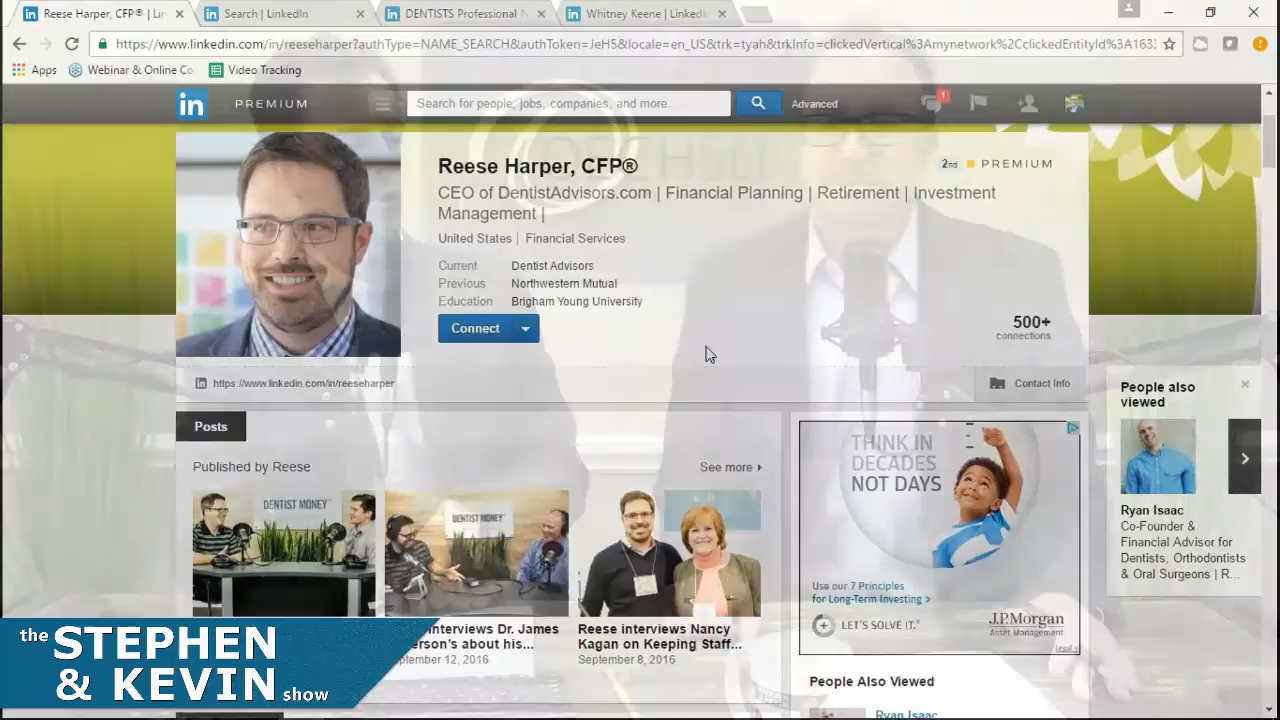 Reese Harper, CFP® | Lin
Search | LinkedIn
DENTISTS Professional N
Whitney Keene | LinkedIn
https://www.linkedin.com/in/reeseharper?authType=NAME_SEARCH&authToken=JeH5&locale=en_US&trk=tyah&trkInfo=clickedVertical%3Amynetwork%2CclickedEntityId%3A1633
Apps
Webinar & Online Co
Video Tracking
in
PREMIUM
Search for people, jobs, companies, and more...
Advanced
1
Reese Harper, CFP®
2nd
PREMIUM
CEO of DentistAdvisors.com | Financial Planning | Retirement | Investment
Management |
United States | Financial Services
Current Dentist Advisors
Previous Northwestern Mutual
Education Brigham Young University
Connect
500+
connections
https://www.linkedin.com/in/reeseharper
Contact Info
People also
viewed
Ryan Isaac
Co-Founder &
Financial Advisor for
Dentists, Orthodontists
& Oral Surgeons | R...
Posts
Published by Reese
See more
DENTIST MONEY
DENTIST MONEY
interviews Dr. James
erson's about his...
ptember 12, 2016
Reese interviews Nancy
Kagan on Keeping Staff...
September 8, 2016
THINK IN
DECADES
NOT DAYS
Use our 7 Principles
for Long-Term Investing >
LET'S SOLVE IT.®
J.P.Morgan
Asset Management
Legal >
People Also Viewed
Ryan Isaac
the STEPHEN
& KEVIN show